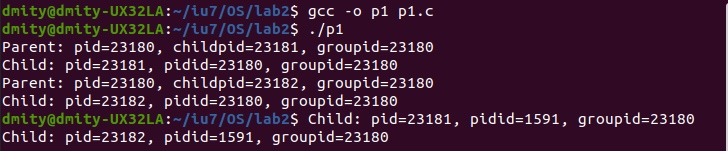 dmity@dmity-UX32LA:~/iu7/OS/lab2$ gcc -o p1 p1.c
dmity@dmity-UX32LA:~/iu7/OS/lab2$ ./p1
Parent: pid=23180, childpid=23181, groupid=23180
Child: pid=23181, pidid=23180, groupid=23180
Parent: pid=23180, childpid=23182, groupid=23180
Child: pid=23182, pidid=23180, groupid=23180
dmity@dmity-UX32LA:~/iu7/OS/lab2$ Child: pid=23181, pidid=1591, groupid=23180
Child: pid=23182, pidid=1591, groupid=23180